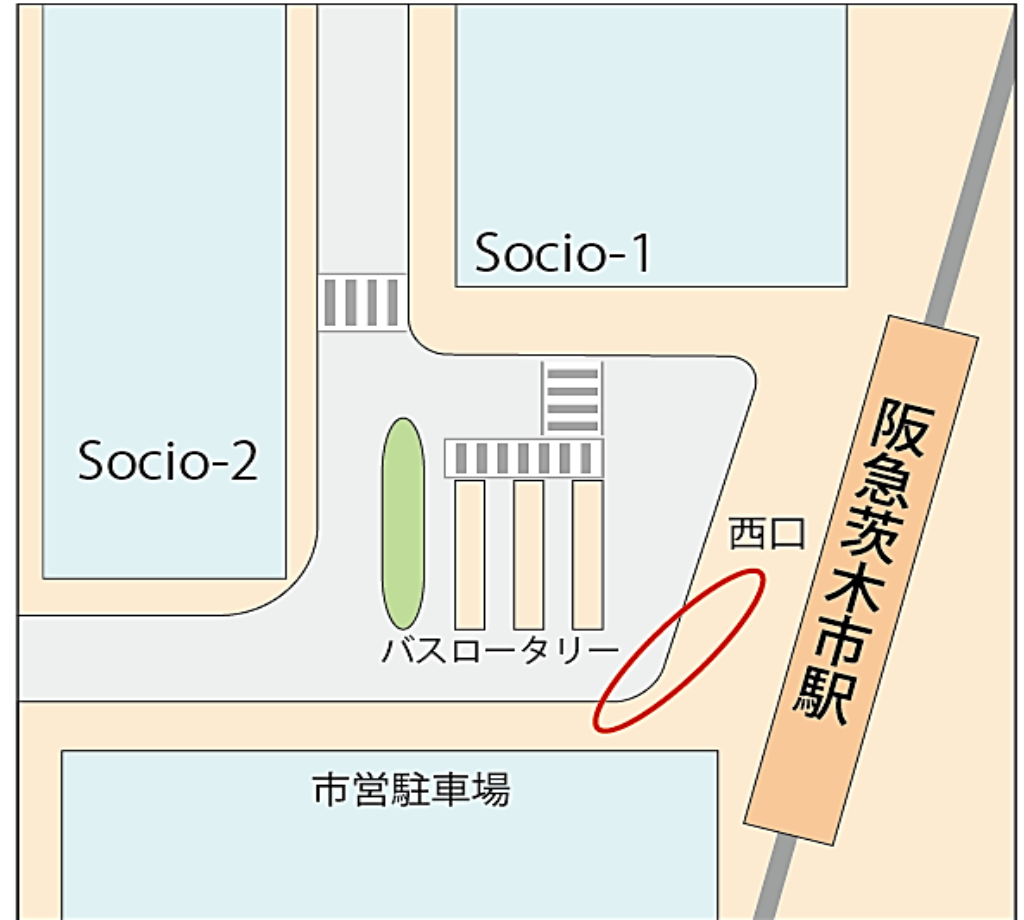 Socio-1
Socio-2
西口
阪急茨木市駅
バスロータリー
市営駐車場